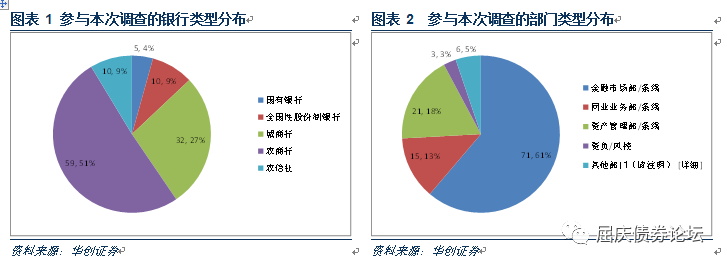 图表 1 参与本次调查的银行类型分布
5, 4%
10, 9%
32, 27%
59, 51%
10, 9%
国有银行
全国性股份制银行
城商行
农商行
农信社
资料来源：华创证券
图表 2 参与本次调查的部门类型分布
3, 3%
6, 5%
21, 18%
15, 13%
71, 61%
金融市场部/条线
同业业务部/条线
资产管理部/条线
资负/风控
其他部门（请注明） [详细]
资料来源：华创证券
屈庆债券论坛